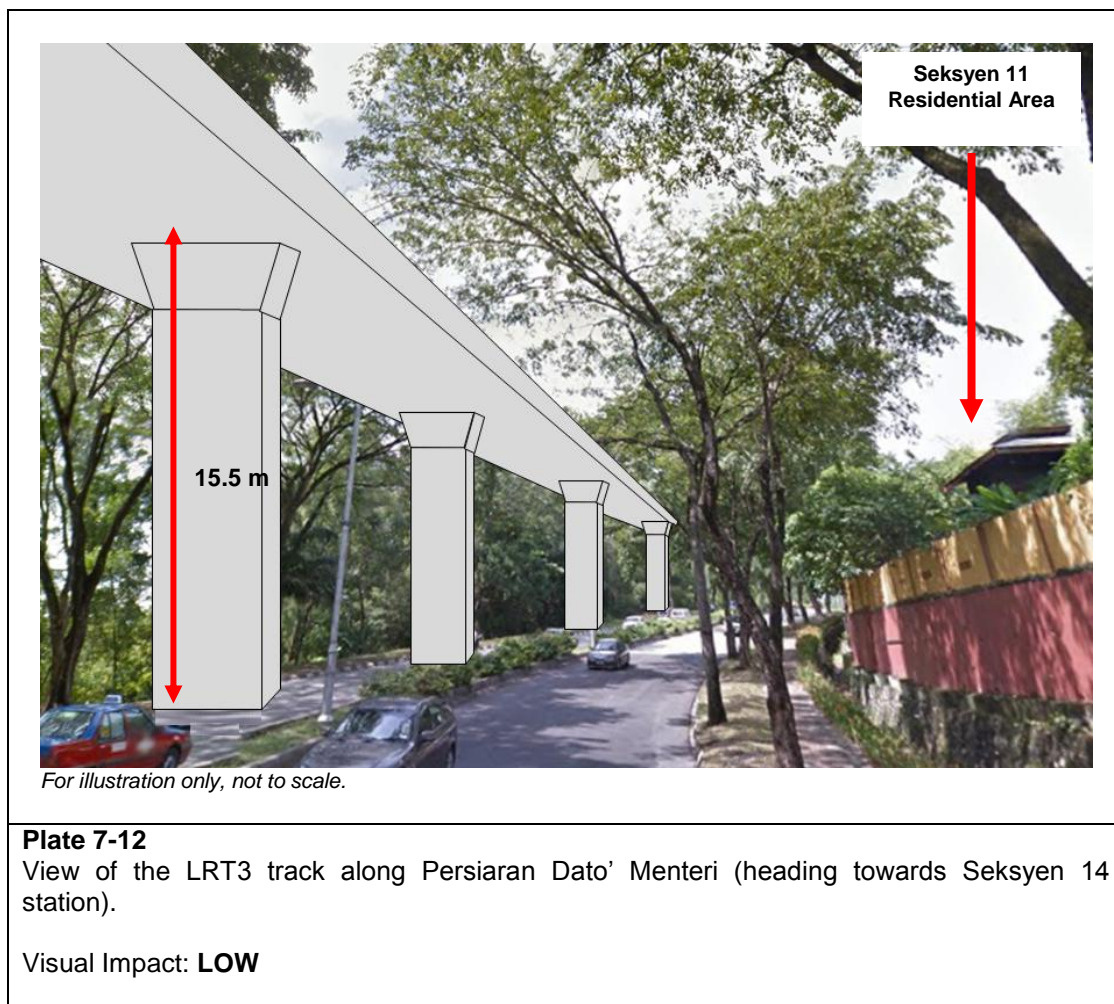 Seksyen 11
Residential Area
15.5 m
For illustration only, not to scale.
Plate 7-12
View of the LRT3 track along Persiaran Dato’ Menteri (heading towards Seksyen 14
station).
Visual Impact: LOW